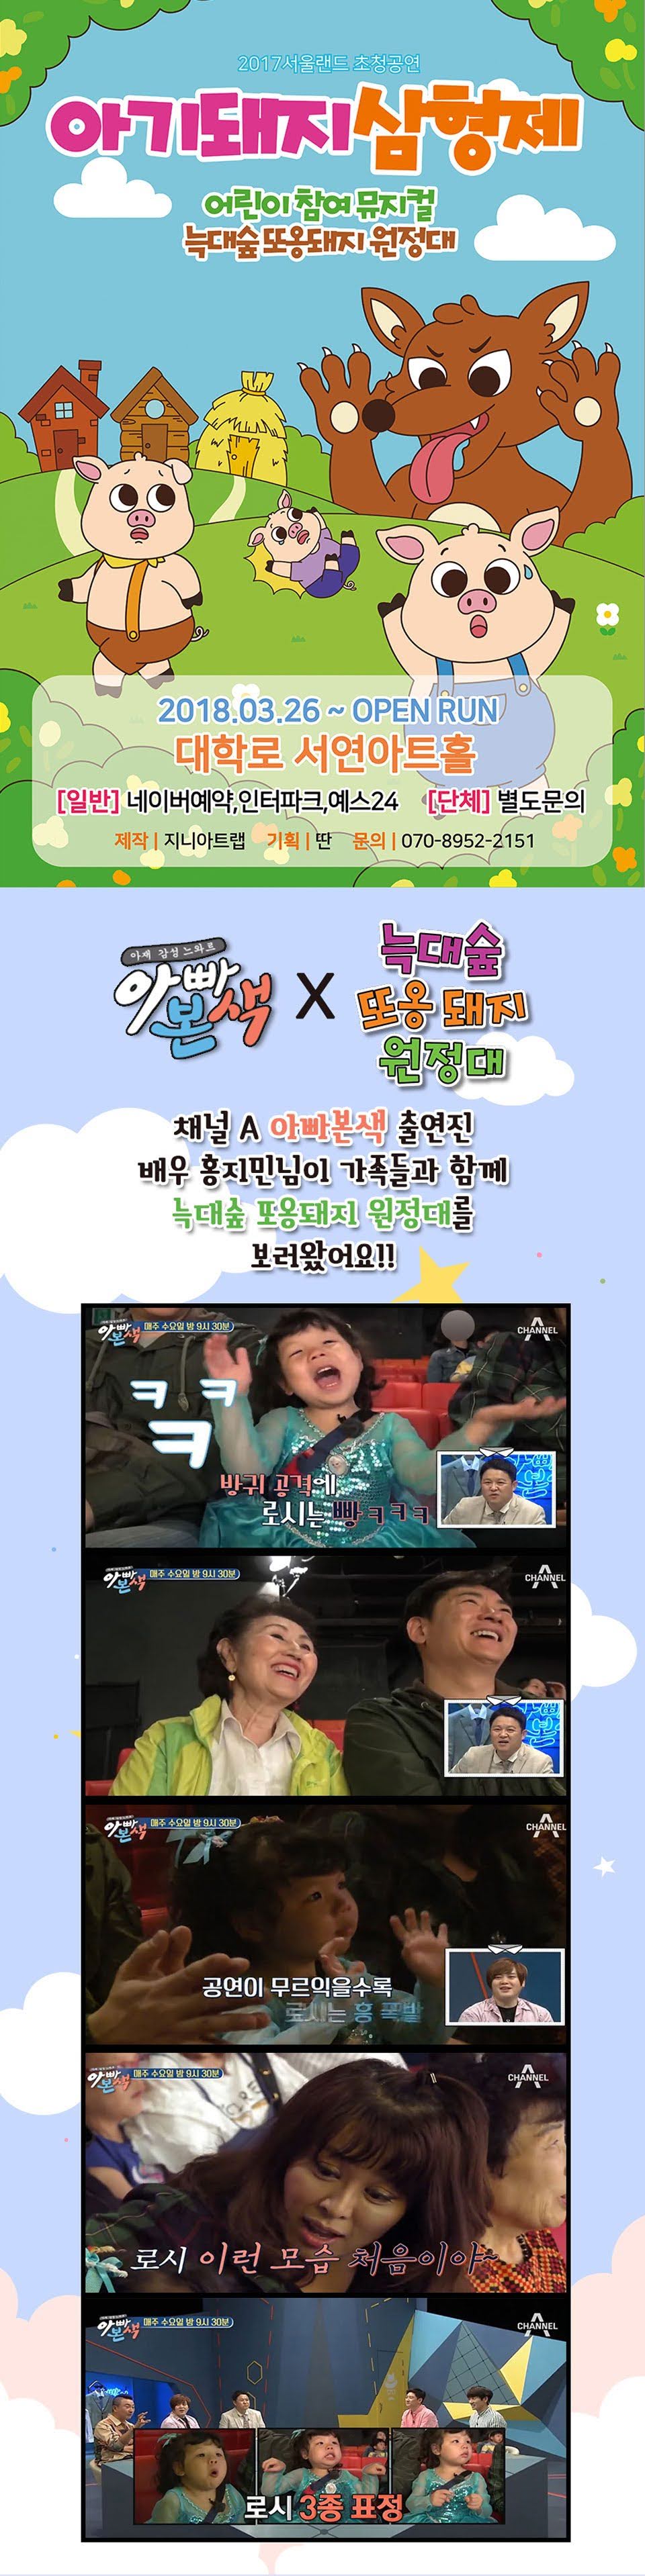 2017서울랜드 초청공연
아기돼지 삼형제
어린이 참여 뮤지컬
늑대숲 또옹돼지 원정대
2018.03.26 ~ OPEN RUN
대학로 서연아트홀
[일반] 네이버예약,인터파크,예스24 [단체] 별도문의
제작 | 지니아트랩 기획 | 딴 문의 | 070-8952-2151
아재 감성 느와르
아빠본색
X
늑대숲
또옹 돼지
원정대
채널 A 아빠본색 출연진
배우 홍지민님이 가족들과 함께
늑대숲 또옹돼지 원정대를
보러왔어요!!
아빠본색 매주 수요일 밤 9시 30분
CHANNEL A
ㅋㅋㅋ
방귀 공격에
로시는 빵ㅋㅋㅋ
아빠본색 매주 수요일 밤 9시 30분
CHANNEL A
아빠본색 매주 수요일 밤 9시 30분
CHANNEL A
공연이 무르익을수록
로시는 흥 폭발
아빠본색 매주 수요일 밤 9시 30분
CHANNEL A
로시 이런 모습 처음이야~
아빠본색 매주 수요일 밤 9시 30분
CHANNEL A
로시 3종 표정